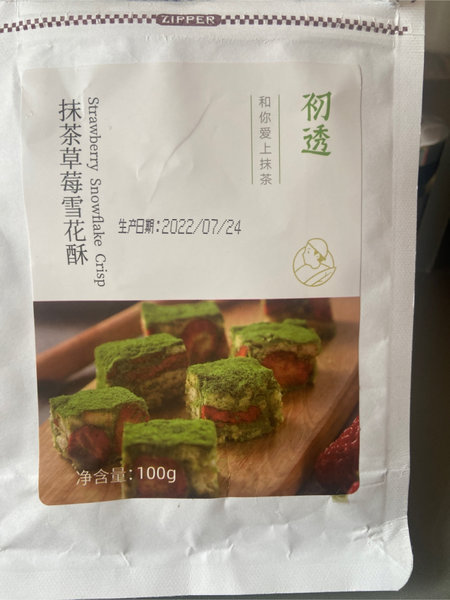 ZIPPER
初透
和你爱上抹茶
Strawberry Snowflake Crisp
抹茶草莓雪花酥
生产日期:2022/07/24
净含量:100g